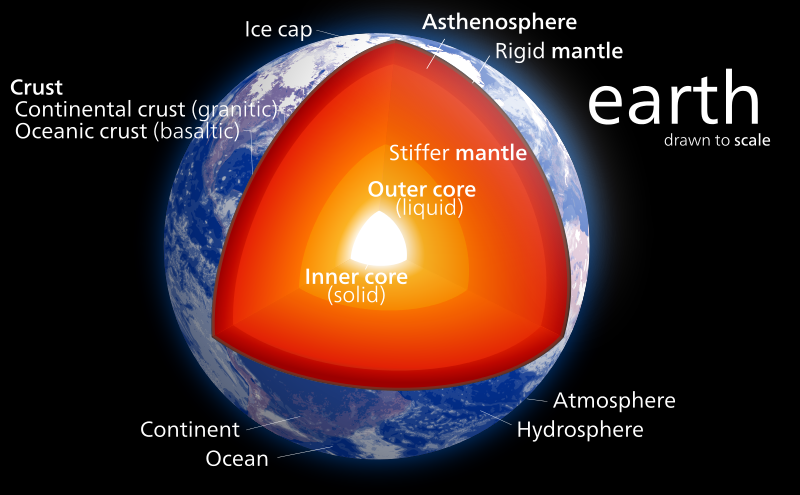 Ice cap
Asthenosphere
Rigid mantle
Crust
Continental crust (granitic)
Oceanic crust (basaltic)
earth
drawn to scale
Stiffer mantle
Outer core
(liquid)
Inner core
(solid)
Atmosphere
Hydrosphere
Continent
Ocean